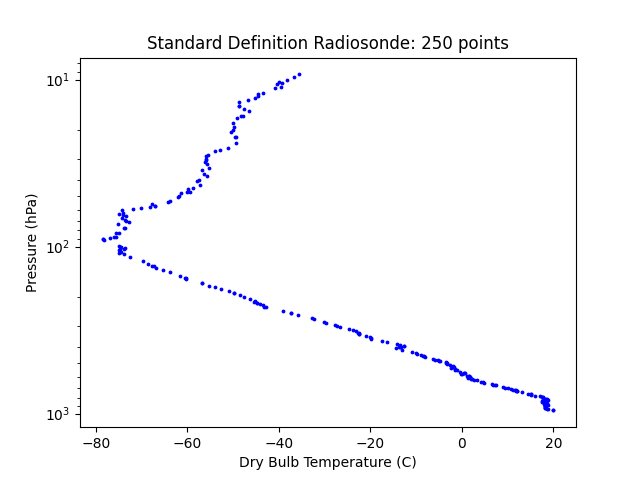 Standard Definition Radiosonde: 250 points
10¹
10²
10³
Pressure (hPa)
−80 −60 −40 −20 0 20
Dry Bulb Temperature (C)